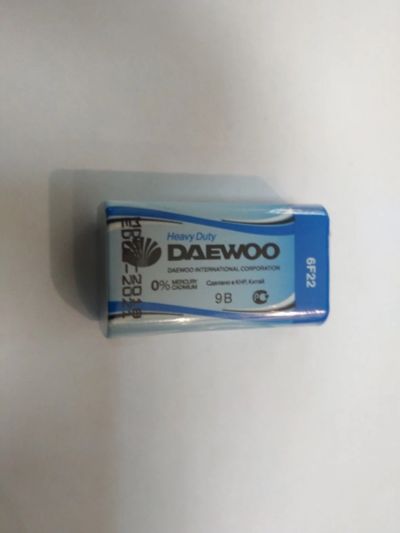 Heavy Duty
DAEWOO
DAEWOO INTERNATIONAL CORPORATION
0% MERCURY
CADMIUM
Сделано в КНР, Китай
9В
6F22